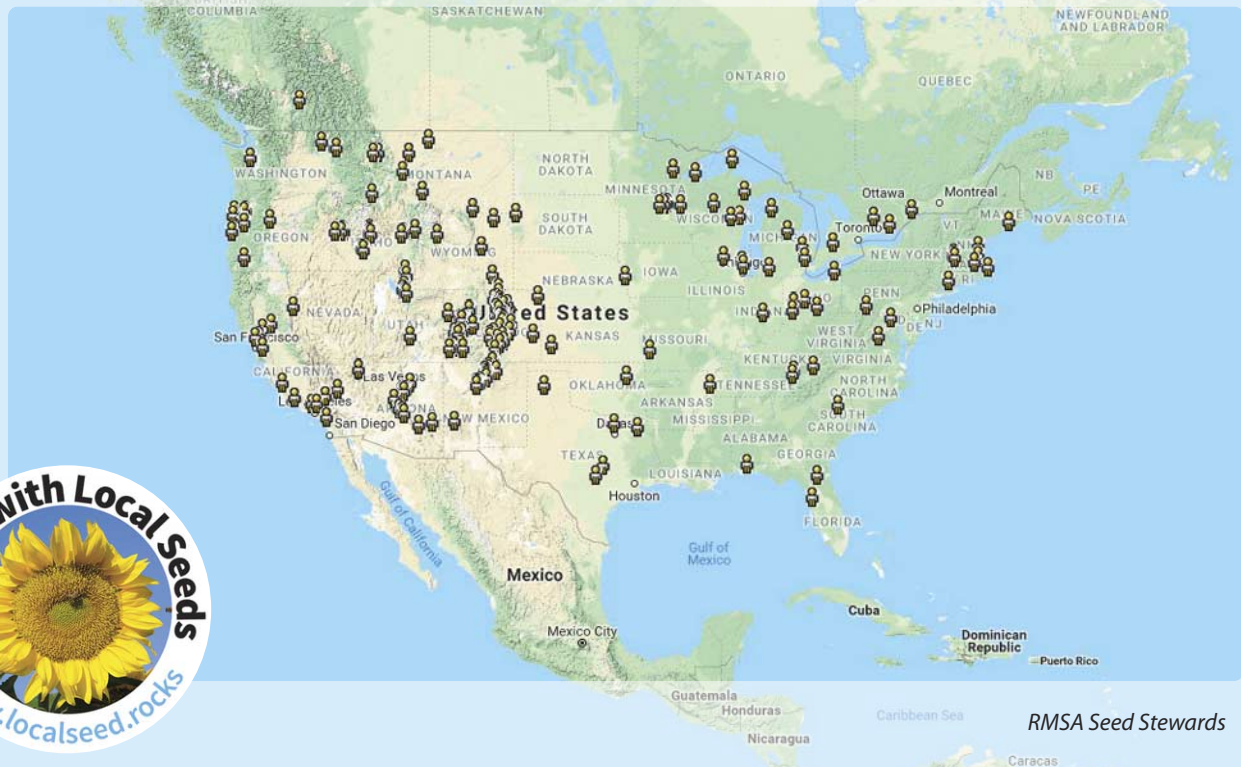 COLUMBIA
SASKATCHEWAN
NEWFOUNDLAND
AND LABRADOR
ONTARIO
QUEBEC
WASHINGTON
MONTANA
NORTH
DAKOTA
MINNESOTA
Ottawa
Montreal
NB
PE
NOVA SCOTIA
VT
Toronto
OREGON
SOUTH
DAKOTA
WYOMING
NEW YORK
RI
NEBRASKA
IOWA
ILLINOIS
PENN
Philadelphia
NEVADA
UTAH
United States
KANSAS
MISSOURI
WEST
VIRGINIA
DE
NJ
San Francisco
KENTUCKY
VIRGINIA
CALIFORNIA
Las Vegas
OKLAHOMA
TENNESSEE
NORTH
CAROLINA
ARIZONA
NEW MEXICO
ARKANSAS
MISSISSIPPI
SOUTH
CAROLINA
San Diego
Dallas
ALABAMA
GEORGIA
TEXAS
LOUISIANA
Houston
FLORIDA
Gulf of California
Gulf of
Mexico
Mexico
Mexico City
Cuba
Dominican
Republic
Puerto Rico
Guatemala
Honduras
Nicaragua
Caribbean Sea
Caracas
with Local Seeds
.localseed.rocks
RMSA Seed Stewards